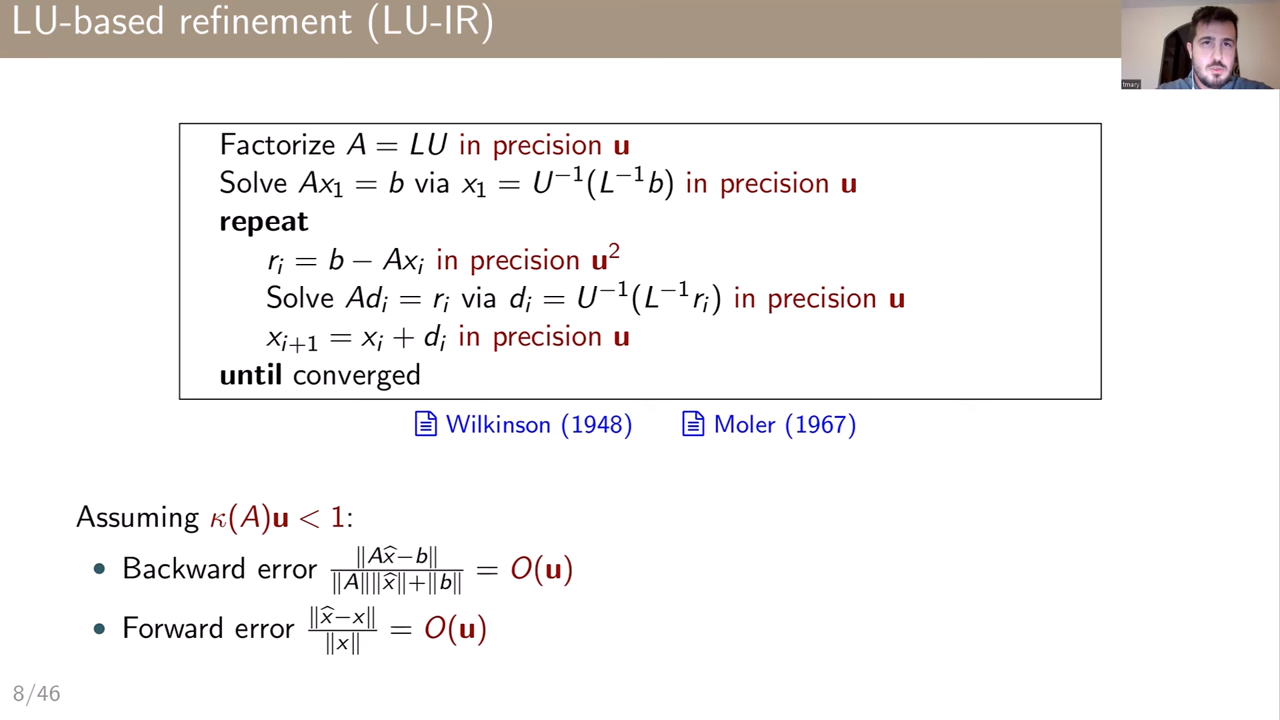 LU-based refinement (LU-IR)
tmary
Factorize A = LU in precision u
Solve Ax₁ = b via x₁ = U⁻¹(L⁻¹b) in precision u
repeat
rᵢ = b − Axᵢ in precision u²
Solve Adᵢ = rᵢ via dᵢ = U⁻¹(L⁻¹rᵢ) in precision u
xᵢ₊₁ = xᵢ + dᵢ in precision u
until converged
Wilkinson (1948) Moler (1967)
Assuming κ(A)u < 1:
• Backward error ‖Ax̂−b‖ / ‖A‖‖x̂‖+‖b‖ = O(u)
• Forward error ‖x̂−x‖ / ‖x‖ = O(u)
8/46